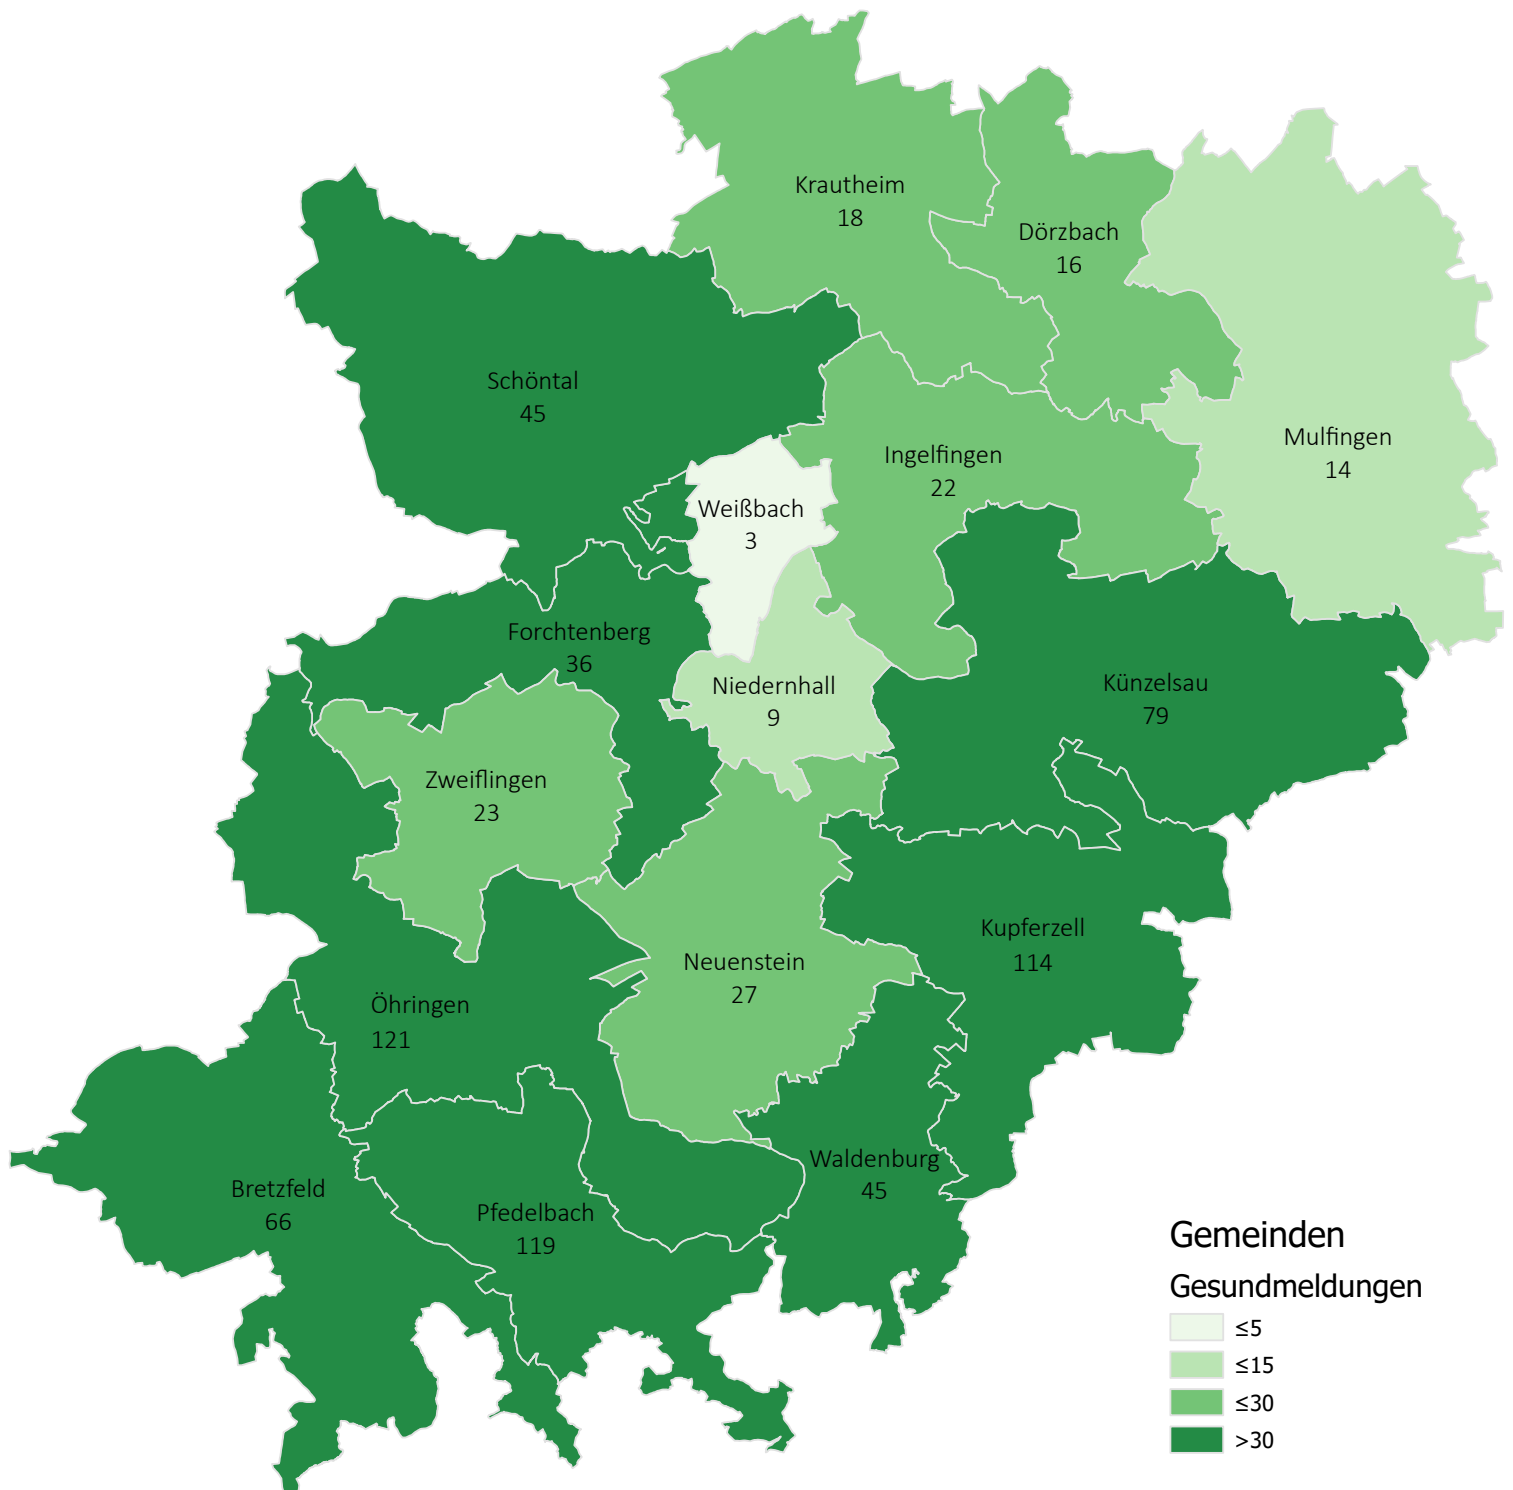 Krautheim
18
Dörzbach
16
Schöntal
45
Mulfingen
14
Ingelfingen
22
Weißbach
3
Forchtenberg
36
Niedernhall
9
Künzelsau
79
Zweiflingen
23
Kupferzell
114
Neuenstein
27
Öhringen
121
Waldenburg
45
Bretzfeld
66
Pfedelbach
119
Gemeinden
Gesundmeldungen
≤5
≤15
≤30
>30